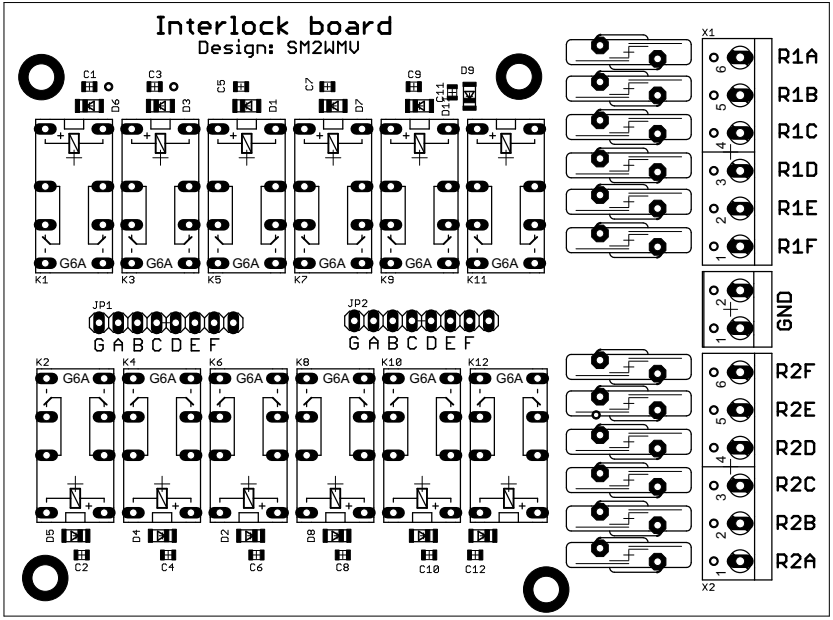 Interlock board
Design: SM2WMV
X1
C1 C3 C5 C7 C9 C11 D9
D6 D3 D1 D7 D1
6 R1A
5 R1B
4 R1C
3 R1D
2 R1E
1 R1F
+ + + + + +
G6A G6A G6A G6A G6A G6A
K1 K3 K5 K7 K9 K11
2
1
GND
JP1 JP2
G A B C D E F G A B C D E F
K2 K4 K6 K8 K10 K12
G6A G6A G6A G6A G6A G6A
6 R2F
5 R2E
4 R2D
3 R2C
2 R2B
1 R2A
+ + + + + +
D5 D4 D2 D8
C2 C4 C6 C8 C10 C12
X2